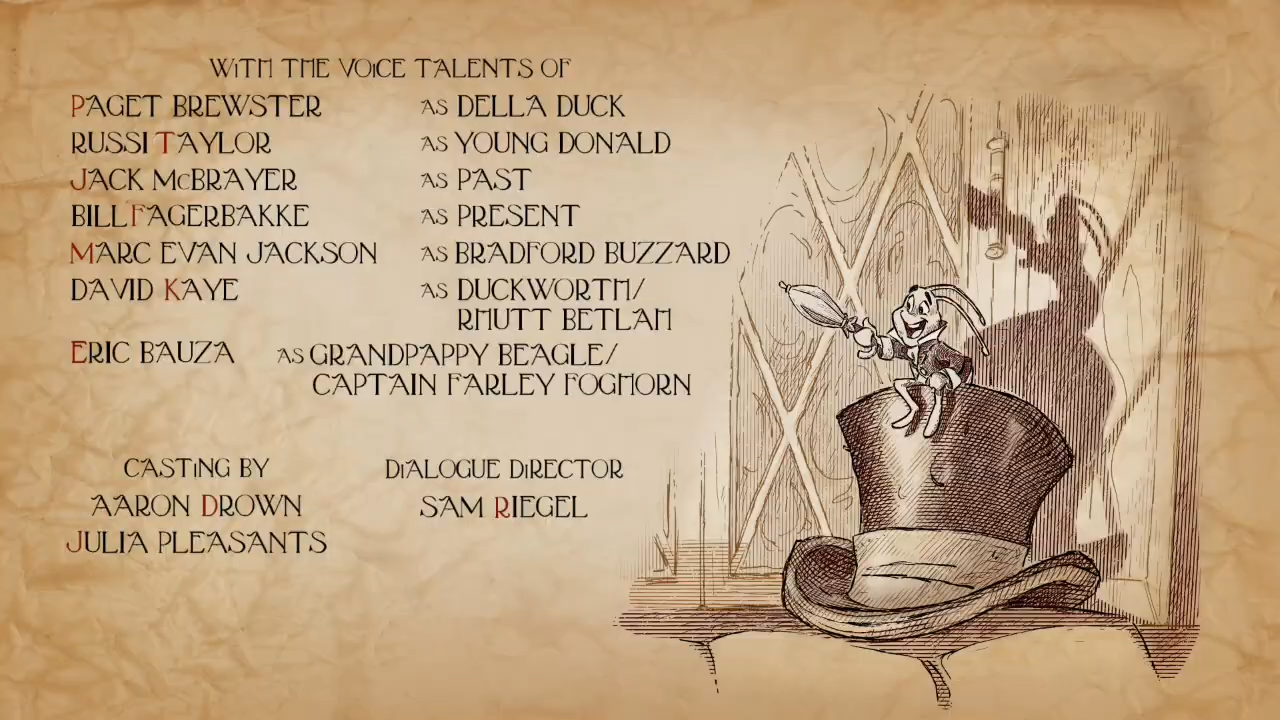 WITH THE VOICE TALENTS OF
PAGET BREWSTER AS DELLA DUCK
RUSSI TAYLOR AS YOUNG DONALD
JACK McBRAYER AS PAST
BILL FAGERBAKKE AS PRESENT
MARC EVAN JACKSON AS BRADFORD BUZZARD
DAVID KAYE AS DUCKWORTH/
RHUTT BETLAH
ERIC BAUZA AS GRANDPAPPY BEAGLE/
CAPTAIN FARLEY FOGHORN
CASTING BY
AARON DROWN
JULIA PLEASANTS
DIALOGUE DIRECTOR
SAM RIEGEL